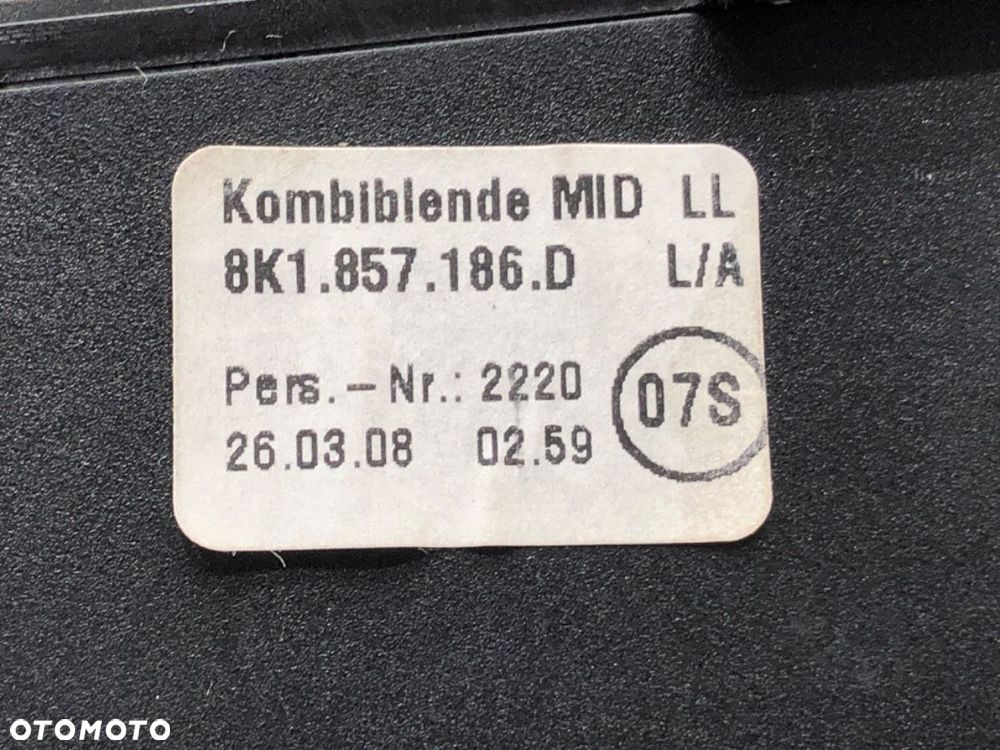 Kombiblende MID LL
8K1.857.186.D L/A
Pers.-Nr.: 2220
07S
26.03.08 02.59
OTOMOTO